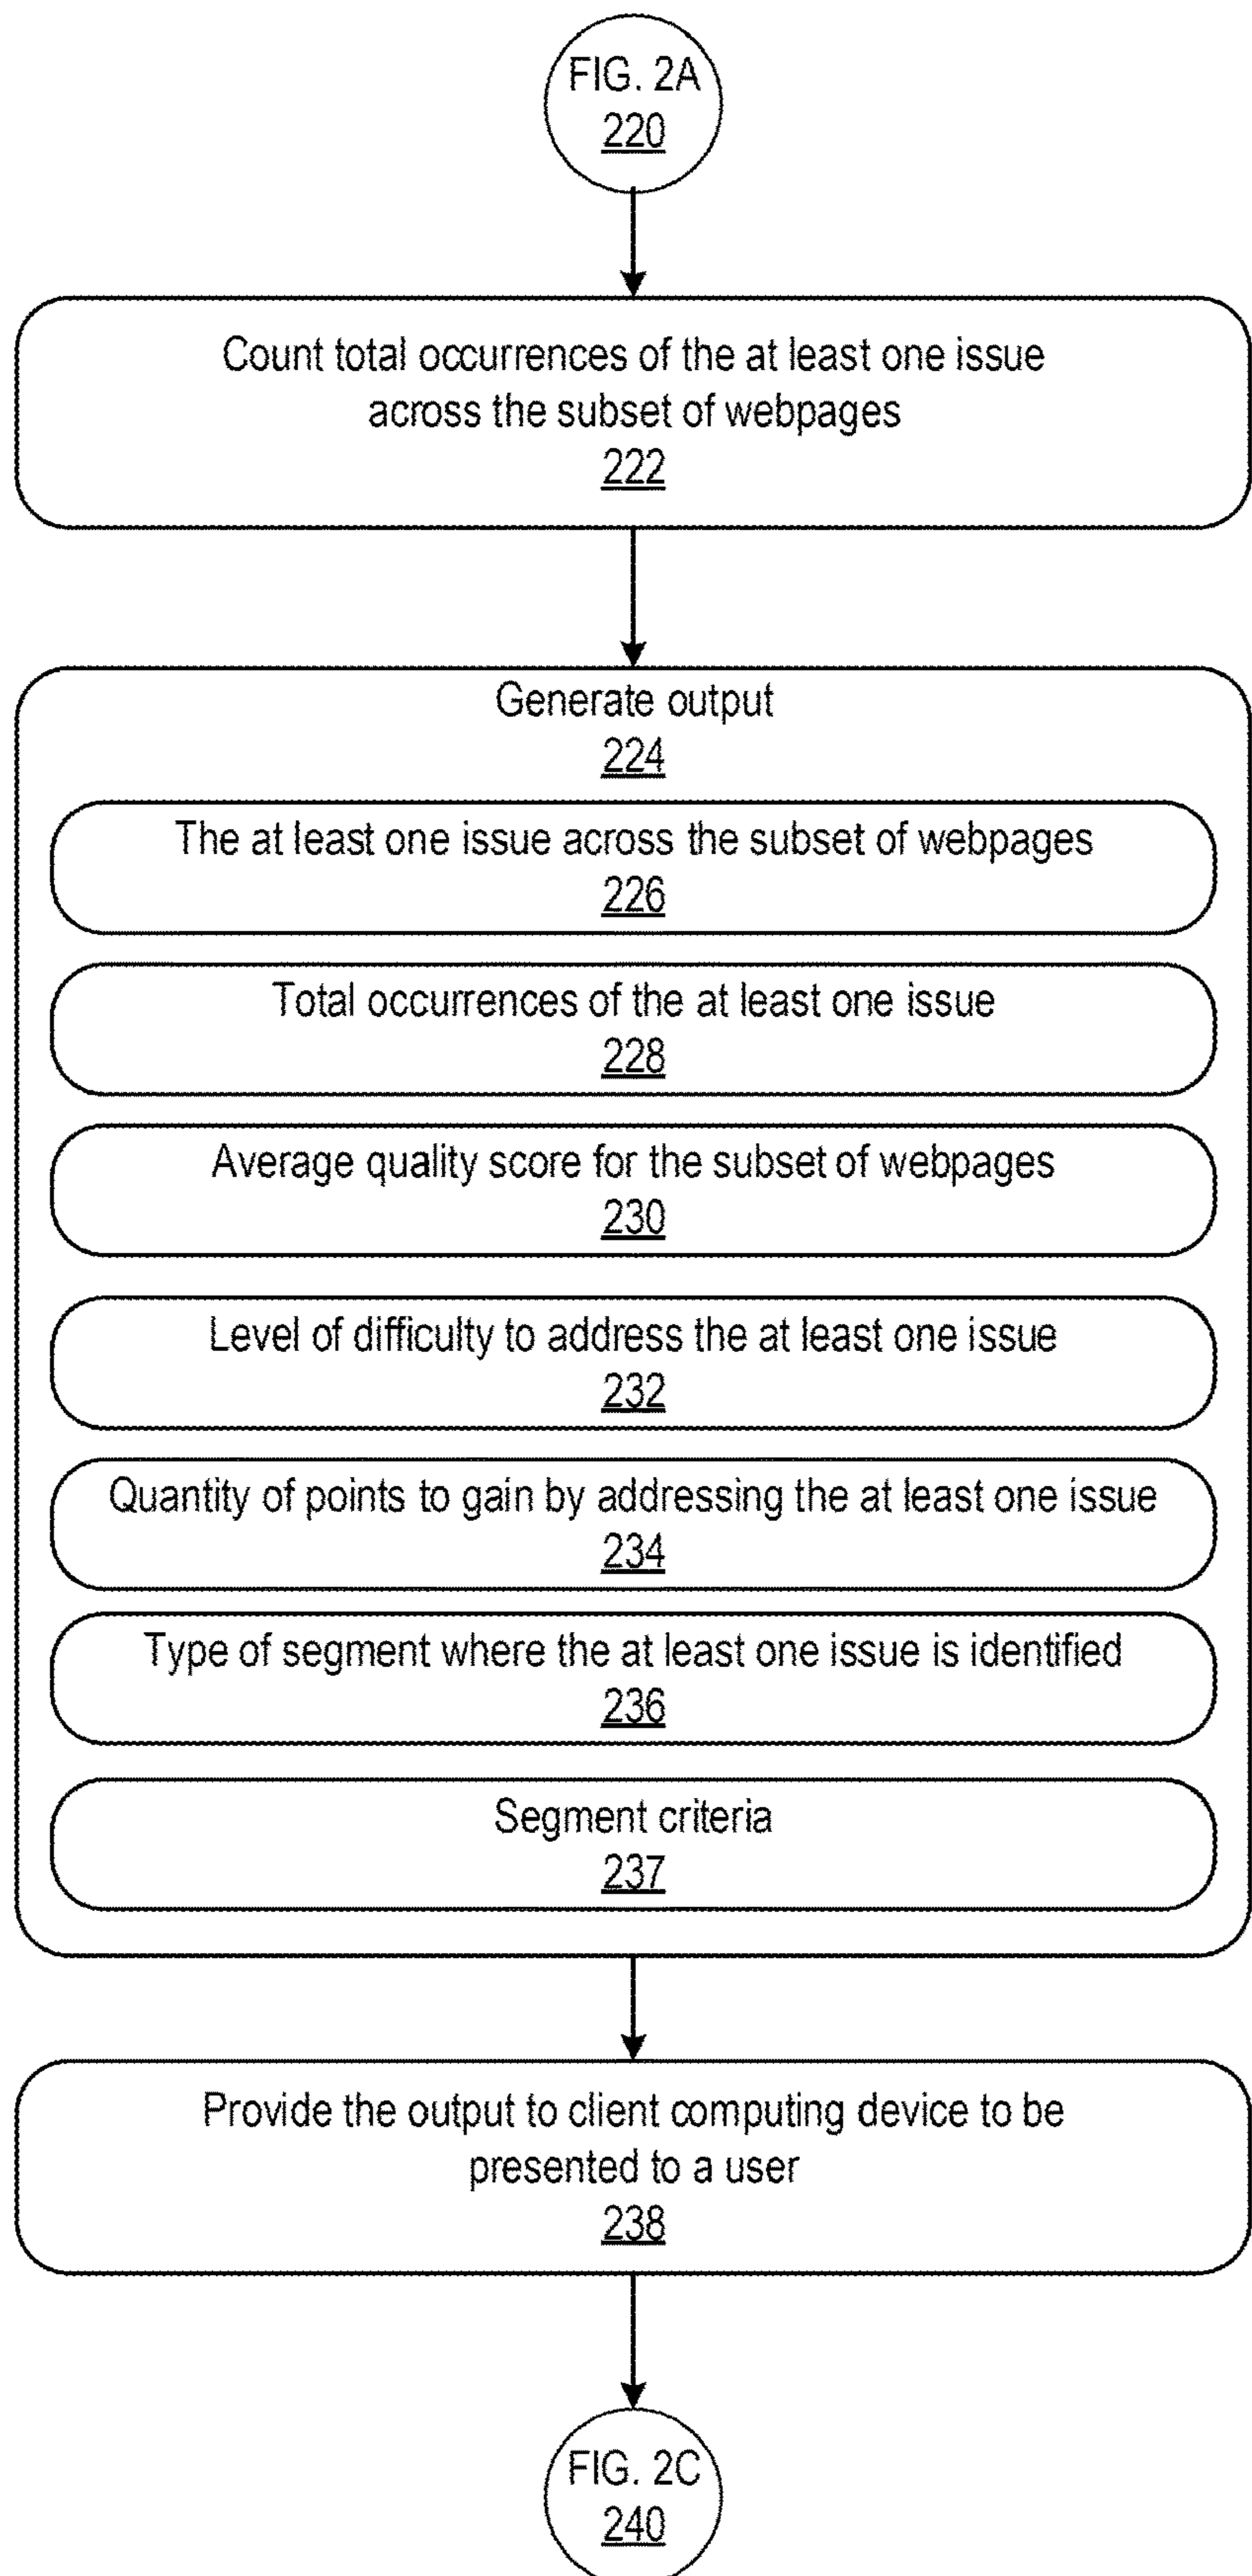 FIG. 2A
220
Count total occurrences of the at least one issue
across the subset of webpages
222
Generate output
224
The at least one issue across the subset of webpages
226
Total occurrences of the at least one issue
228
Average quality score for the subset of webpages
230
Level of difficulty to address the at least one issue
232
Quantity of points to gain by addressing the at least one issue
234
Type of segment where the at least one issue is identified
236
Segment criteria
237
Provide the output to client computing device to be
presented to a user
238
FIG. 2C
240